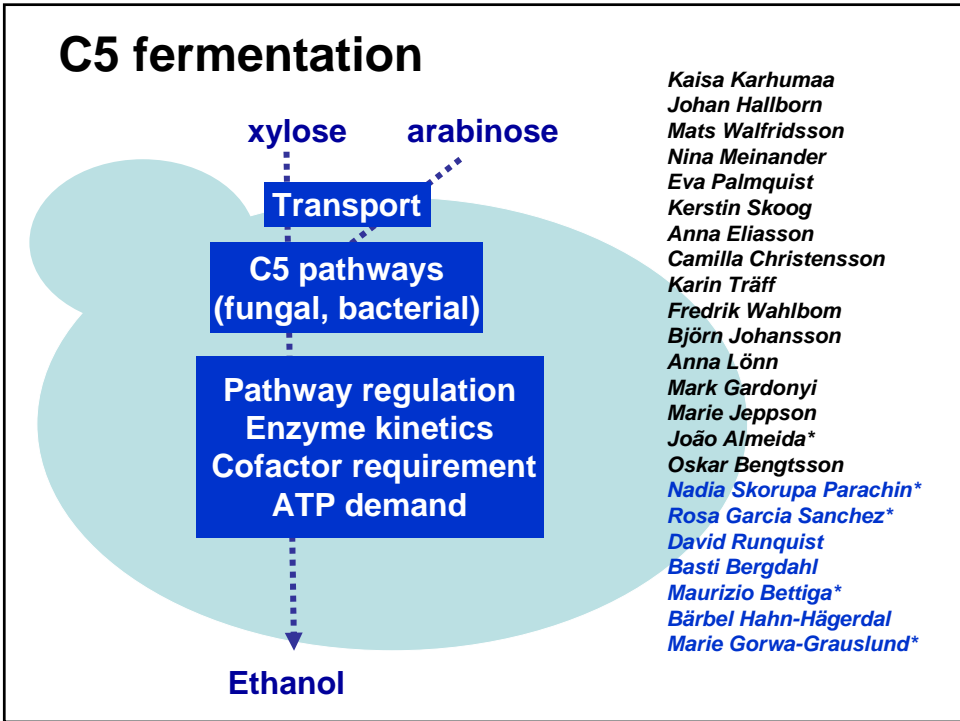 C5 fermentation
xylose
arabinose
Transport
C5 pathways
(fungal, bacterial)
Pathway regulation
Enzyme kinetics
Cofactor requirement
ATP demand
Ethanol
Kaisa Karhumaa
Johan Hallborn
Mats Walfridsson
Nina Meinander
Eva Palmquist
Kerstin Skoog
Anna Eliasson
Camilla Christensson
Karin Träff
Fredrik Wahlbom
Björn Johansson
Anna Lönn
Mark Gardonyi
Marie Jeppson
João Almeida*
Oskar Bengtsson
Nadia Skorupa Parachin*
Rosa Garcia Sanchez*
David Runquist
Basti Bergdahl
Maurizio Bettiga*
Bärbel Hahn-Hägerdal
Marie Gorwa-Grauslund*